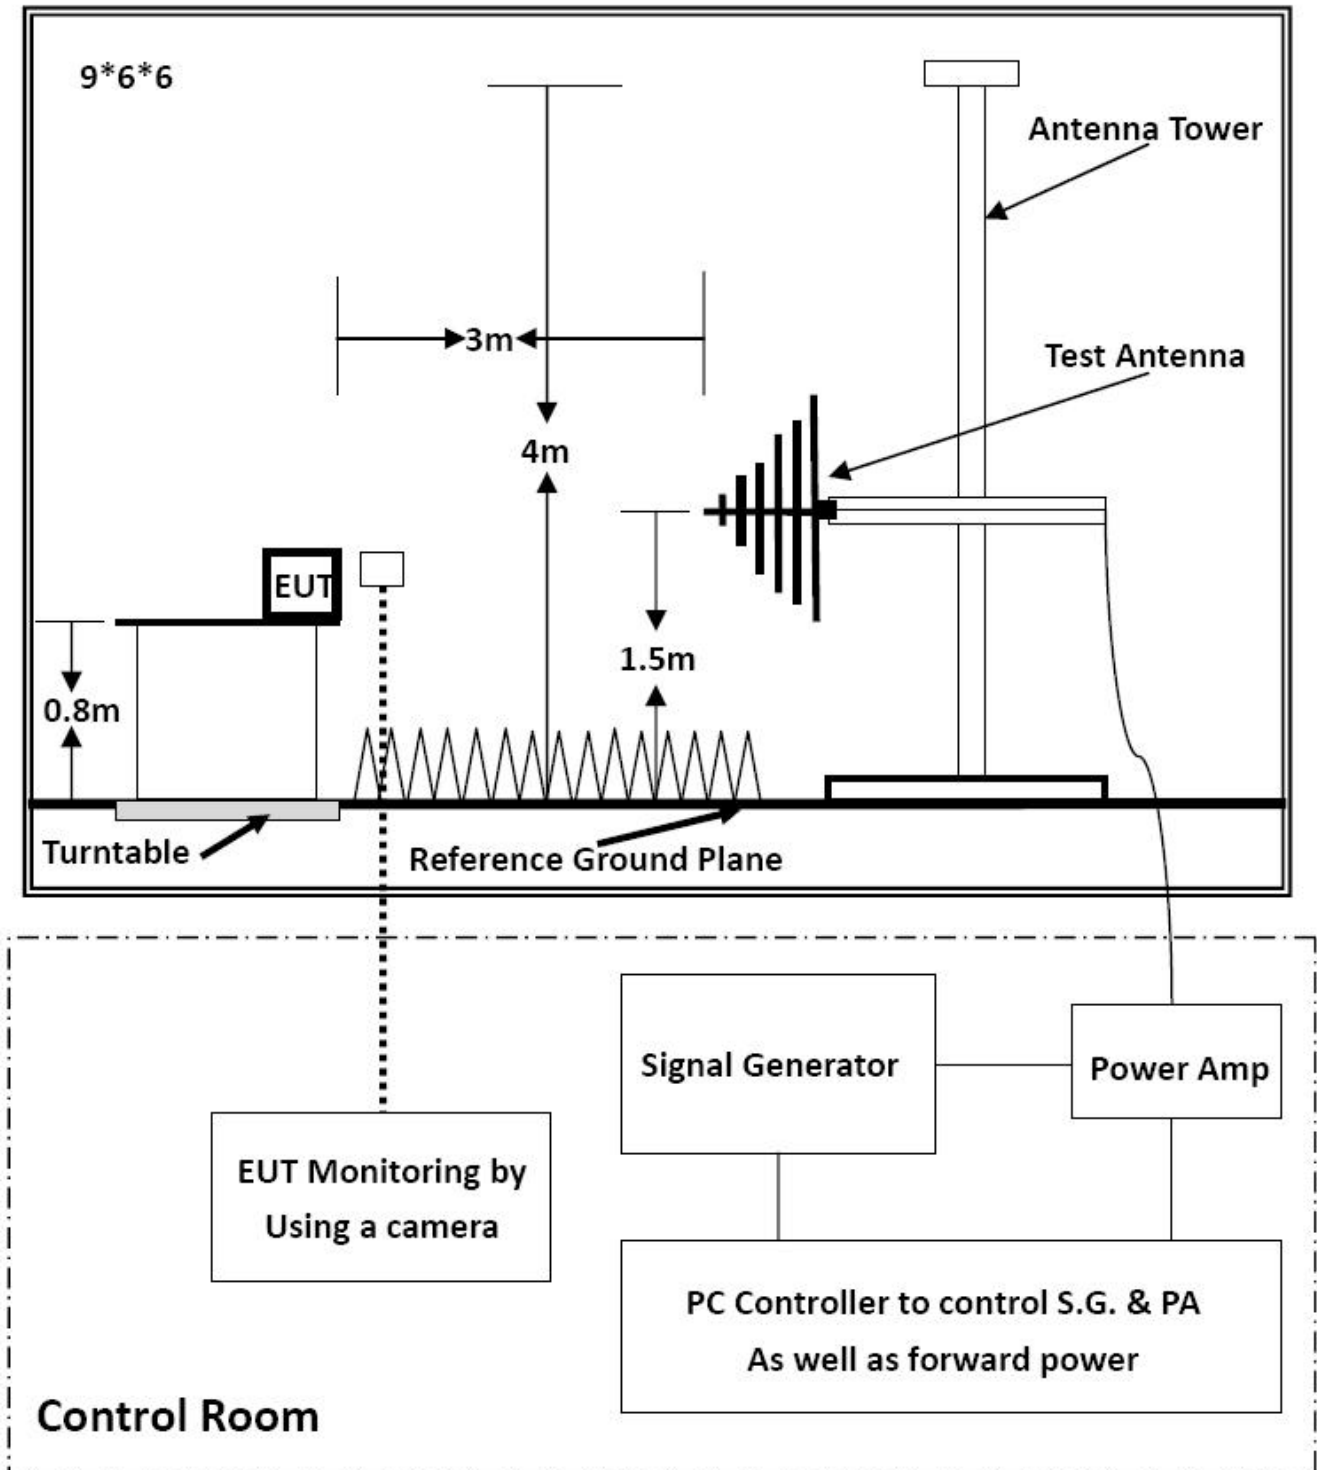 9*6*6
Antenna Tower
3m
Test Antenna
4m
EUT
1.5m
0.8m
Turntable
Reference Ground Plane
Signal Generator
Power Amp
EUT Monitoring by
Using a camera
PC Controller to control S.G. & PA
As well as forward power
Control Room